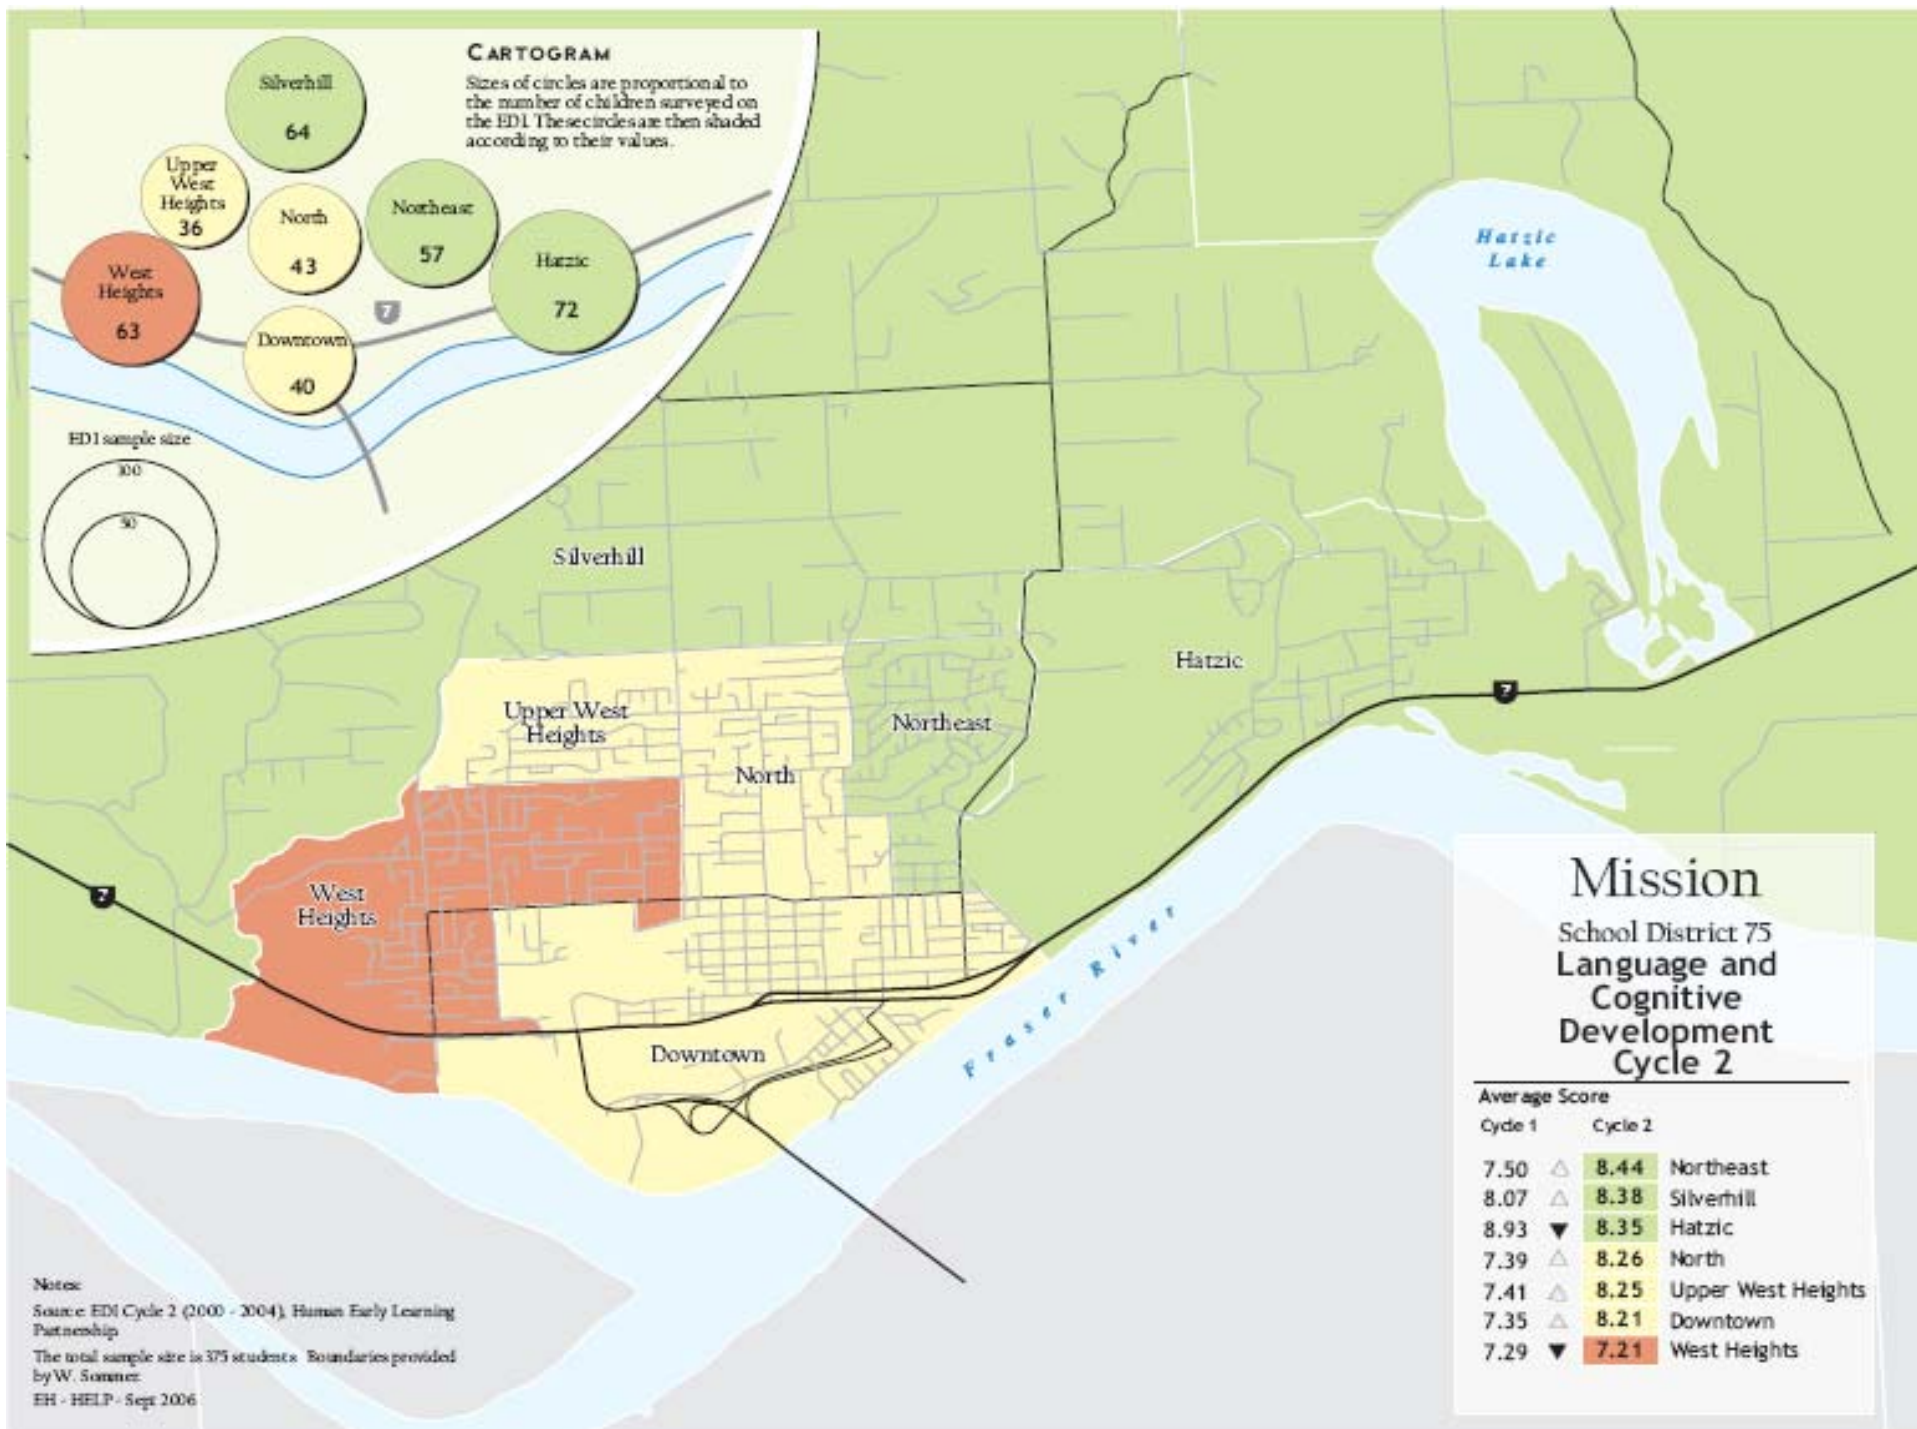 CARTOGRAM
Sizes of circles are proportional to
the number of children surveyed on
the EDI. These circles are then shaded
according to their values.
Silverhill
64
Upper
West
Heights
36
North
43
Northeast
57
Hatzic
72
West
Heights
63
Downtown
40
7
EDI sample size
100
50
Hatzic
Lake
Silverhill
Hatzic
7
Upper West
Heights
Northeast
North
West
Heights
7
Downtown
Fraser River
Mission
School District 75
Language and
Cognitive
Development
Cycle 2
Average Score
Cycle 1 Cycle 2
7.50 △ 8.44 Northeast
8.07 △ 8.38 Silverhill
8.93 ▼ 8.35 Hatzic
7.39 △ 8.26 North
7.41 △ 8.25 Upper West Heights
7.35 △ 8.21 Downtown
7.29 ▼ 7.21 West Heights
Notes:
Source: EDI Cycle 2 (2000 - 2004), Human Early Learning
Partnership
The total sample size is 375 students. Boundaries provided
by W. Sommer.
EH - HELP - Sept 2006